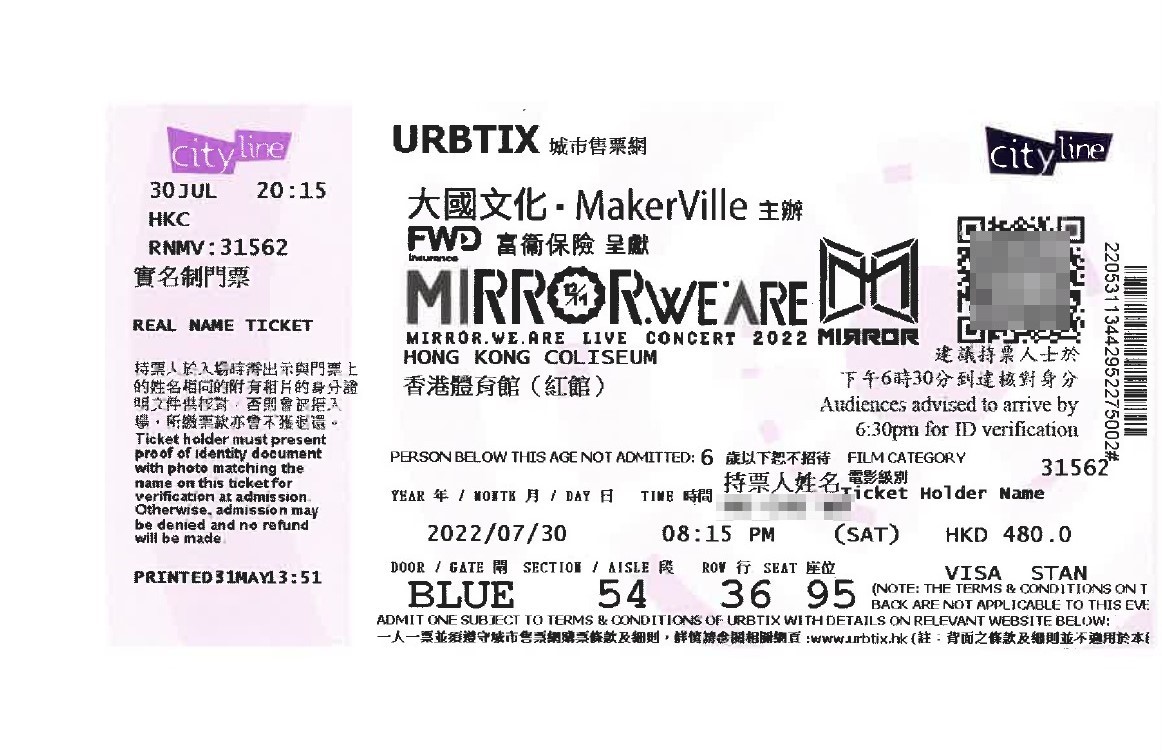 city line
30JUL 20:15
HKC
RNMV:31562
實名制門票
REAL NAME TICKET
持票人於入場時需出示與門票上
的姓名相同的附有相片的身分證
明文件供核對，否則會被拒入
場，所繳票款亦會不獲退還。
Ticket holder must present
proof of identity document
with photo matching the
name on this ticket for
verification at admission.
Otherwise, admission may
be denied and no refund
will be made.
PRINTED31MAY13:51
URBTIX 城市售票網
city line
大國文化·MakerVille 主辦
FWD Insurance 富衛保險 呈獻
MIRROR.WE.ARE
MIRROR.WE.ARE LIVE CONCERT 2022
MIRROR
HONG KONG COLISEUM
香港體育館（紅館）
建議持票人士於
下午6時30分到達核對身分
Audiences advised to arrive by
6:30pm for ID verification
2205311344295227 5002#
PERSON BELOW THIS AGE NOT ADMITTED: 6 歲以下恕不招待 FILM CATEGORY 電影級別
31562
YEAR 年 / MONTH 月 / DAY 日 TIME 時間
持票人姓名 Ticket Holder Name
2022/07/30 08:15 PM (SAT) HKD 480.0
DOOR / GATE 閘 SECTION / AISLE 段 ROW 行 SEAT 座位 VISA STAN
BLUE 54 36 95
(NOTE: THE TERMS & CONDITIONS ON T
BACK ARE NOT APPLICABLE TO THIS EVE
ADMIT ONE SUBJECT TO TERMS & CONDITIONS OF URBTIX WITH DETAILS ON RELEVANT WEBSITE BELOW:
一人一票並須遵守城市售票網購票條款及細則，詳情請參閱相關網頁:www.urbtix.hk (註：背面之條款及細則並不適用於本